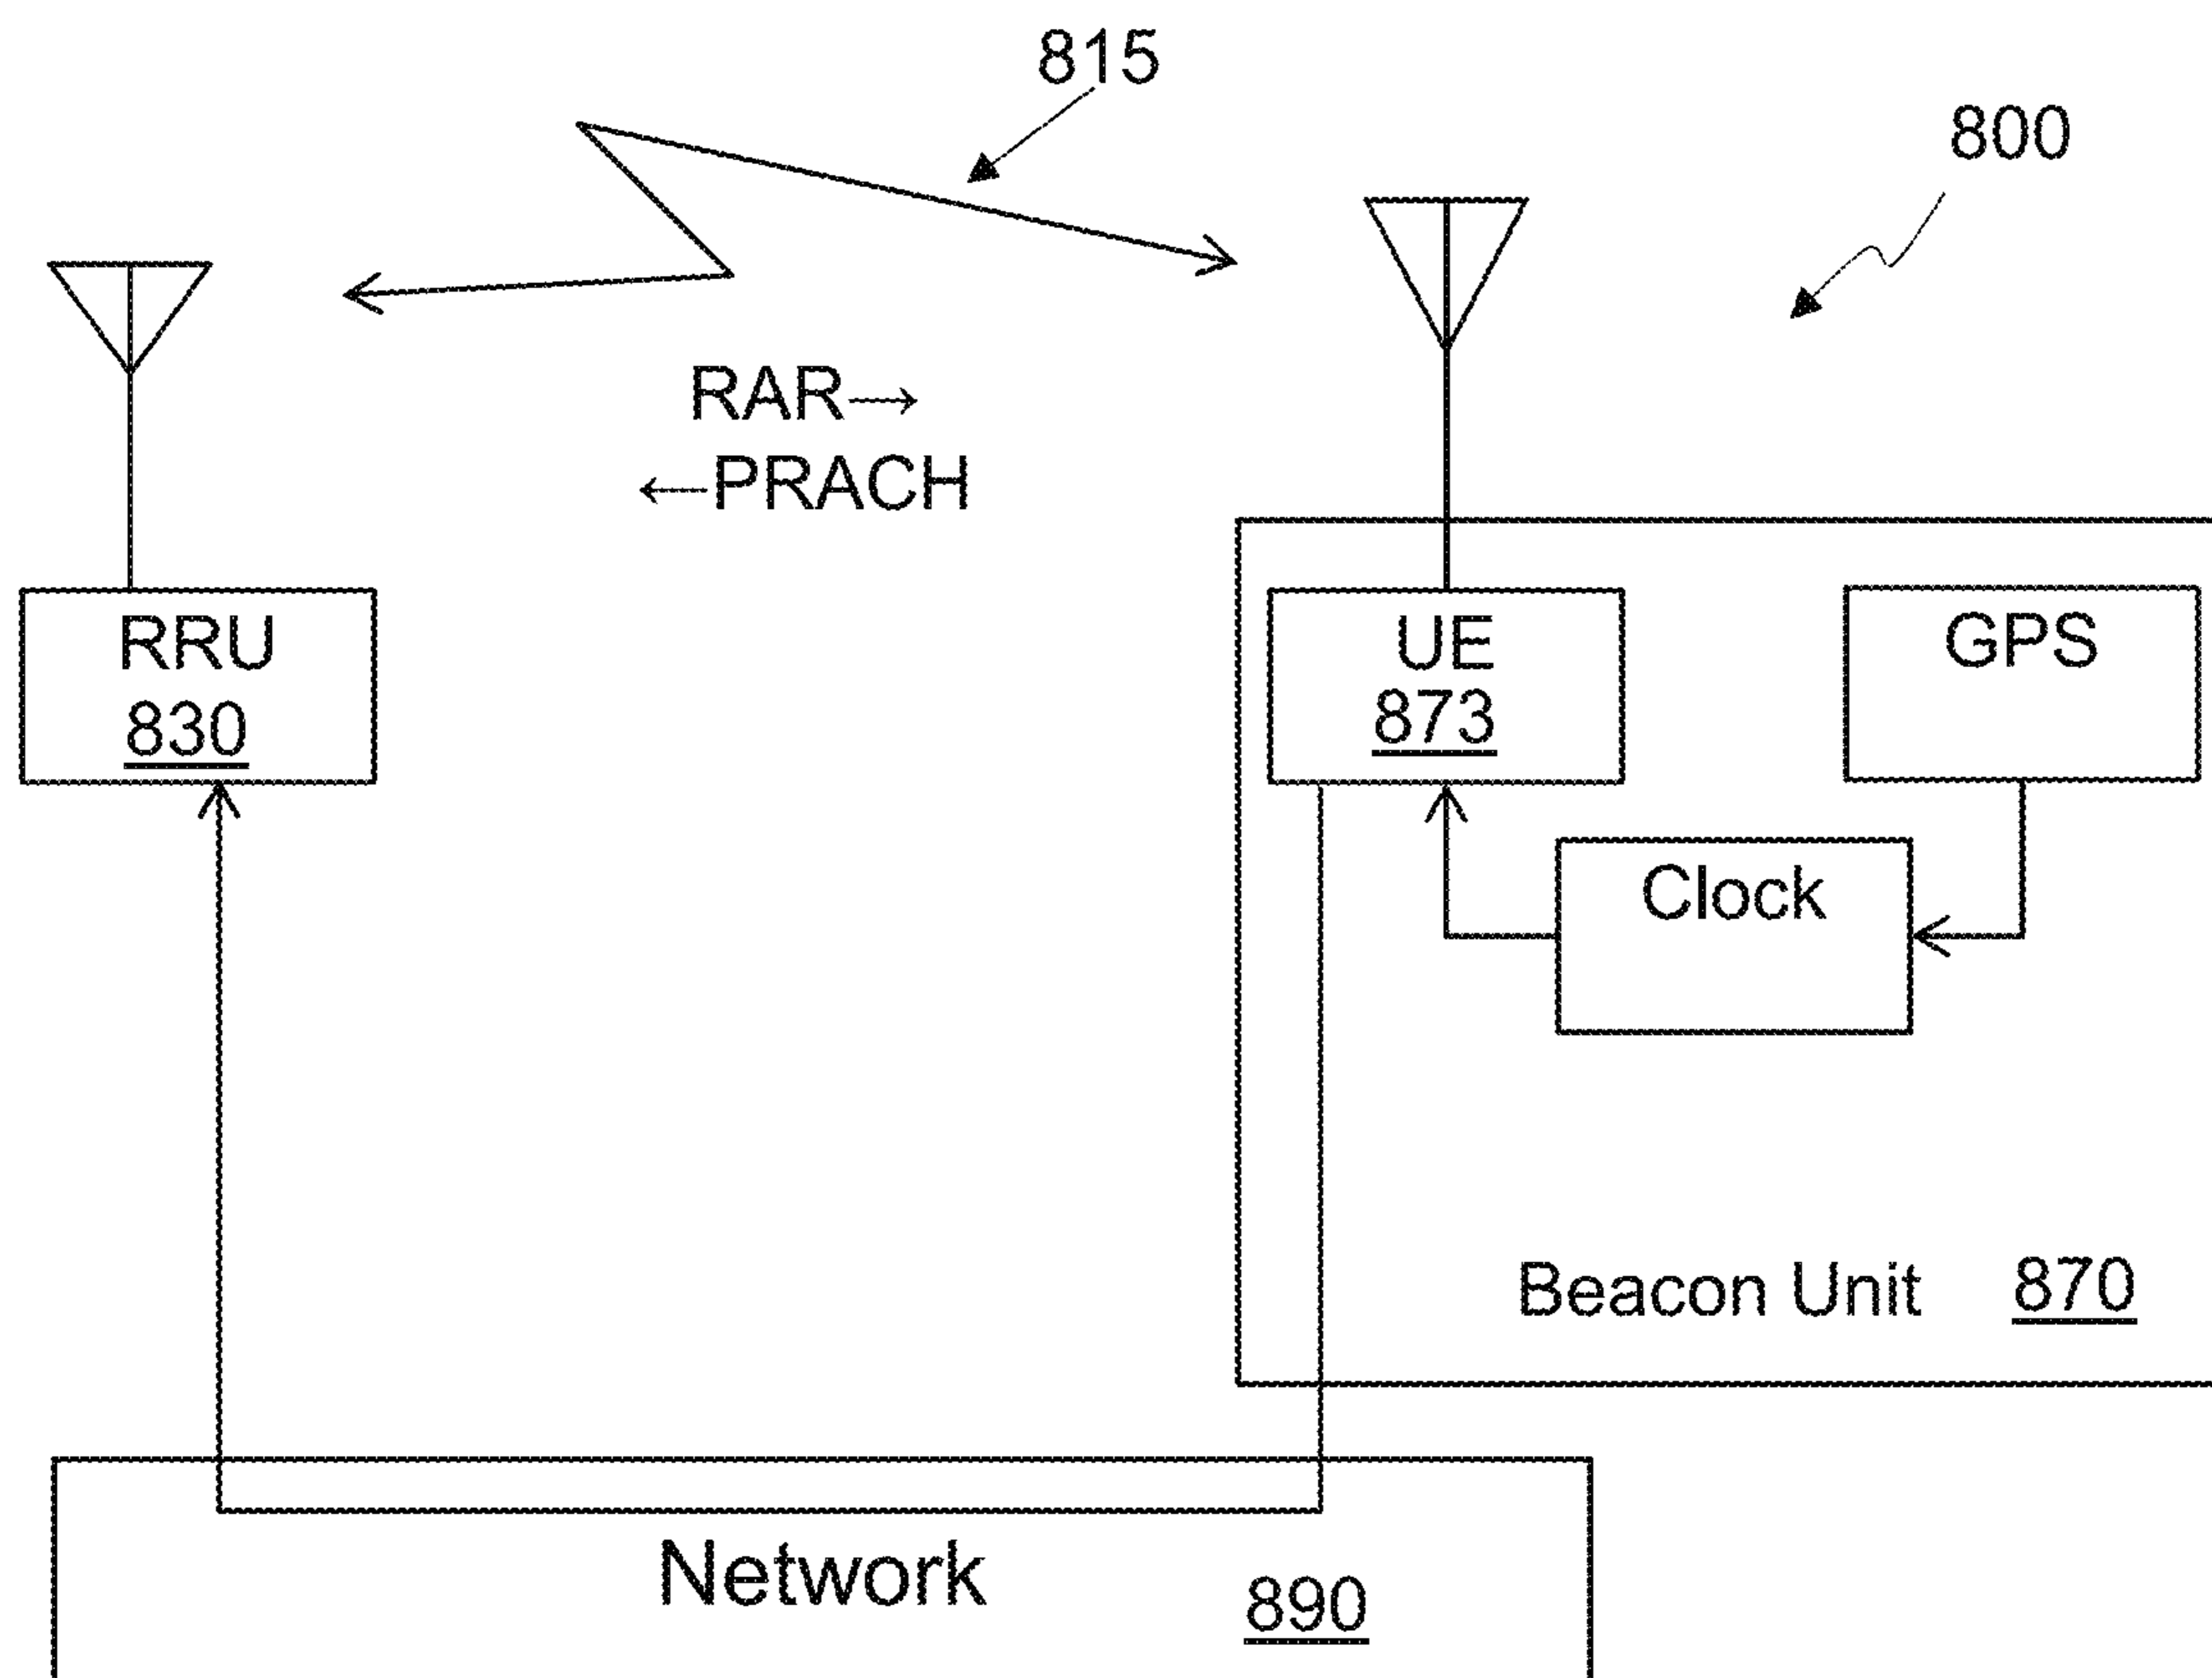 815
800
RAR→
←PRACH
RRU
830
UE
873
GPS
Clock
Beacon Unit 870
Network 890